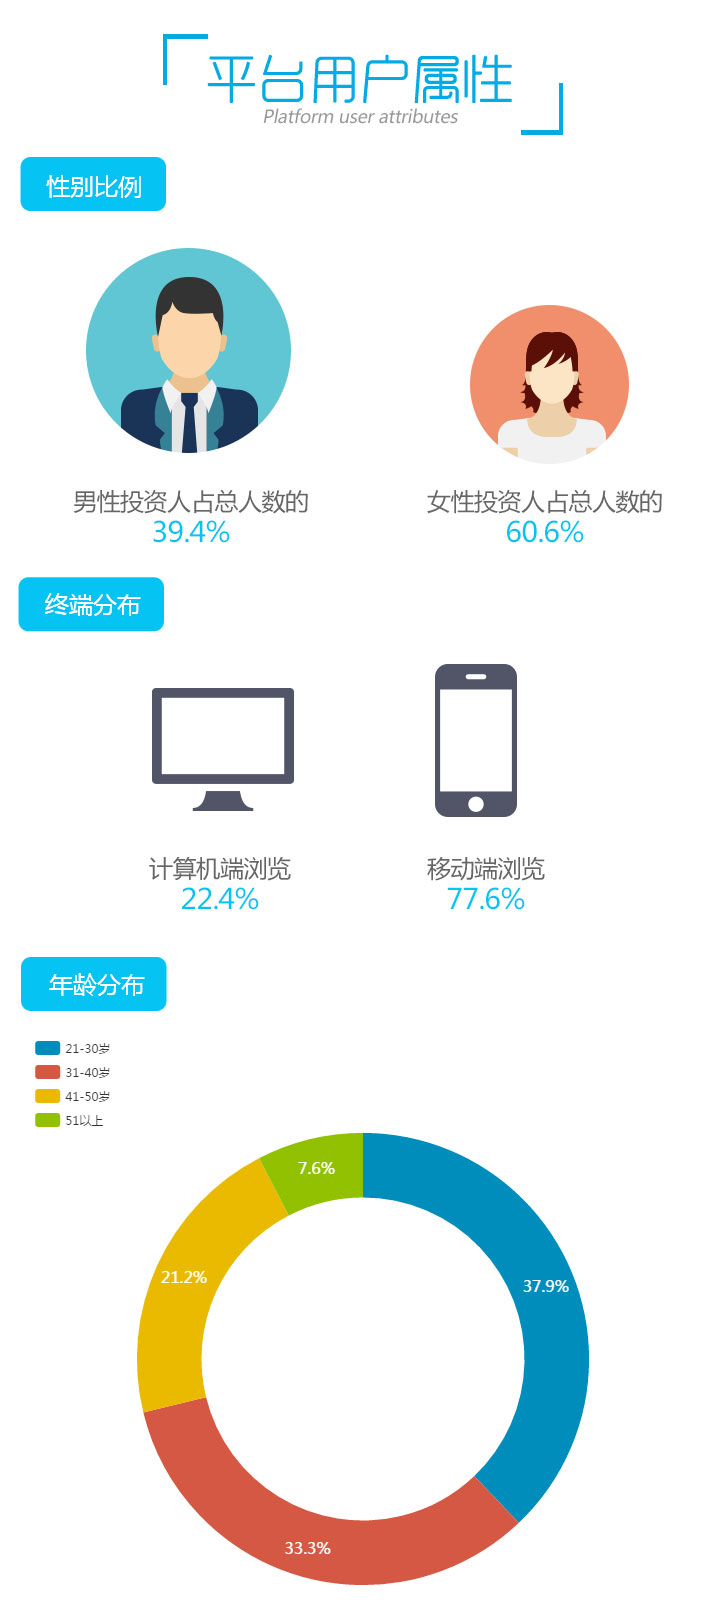 平台用户属性
Platform user attributes
性别比例
男性投资人占总人数的
39.4%
女性投资人占总人数的
60.6%
终端分布
计算机端浏览
22.4%
移动端浏览
77.6%
年龄分布
21-30岁
31-40岁
41-50岁
51以上
7.6%
21.2%
37.9%
33.3%